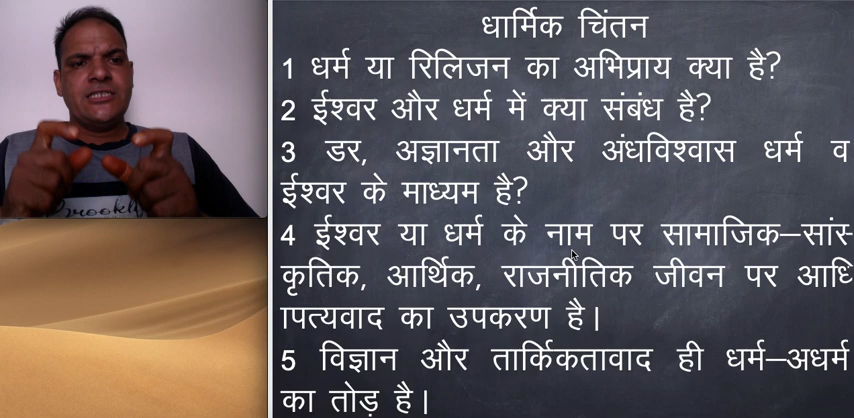 धार्मिक चिंतन
1 धर्म या रिलिजन का अभिप्राय क्या है?
2 ईश्वर और धर्म में क्या संबंध है?
3 डर, अज्ञानता और अंधविश्वास धर्म व
ईश्वर के माध्यम है?
4 ईश्वर या धर्म के नाम पर सामाजिक–सांस्
कृतिक, आर्थिक, राजनीतिक जीवन पर आधि
ापत्यवाद का उपकरण है।
5 विज्ञान और तार्किकतावाद ही धर्म–अधर्म
का तोड़ है।